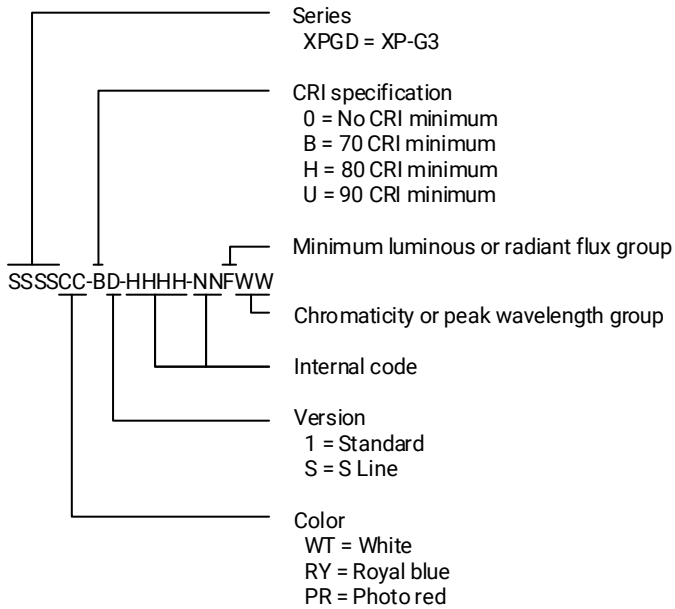 Series
XPGD = XP-G3
CRI specification
0 = No CRI minimum
B = 70 CRI minimum
H = 80 CRI minimum
U = 90 CRI minimum
Minimum luminous or radiant flux group
SSSSCC-BD-HHHH-NNFWW
Chromaticity or peak wavelength group
Internal code
Version
1 = Standard
S = S Line
Color
WT = White
RY = Royal blue
PR = Photo red